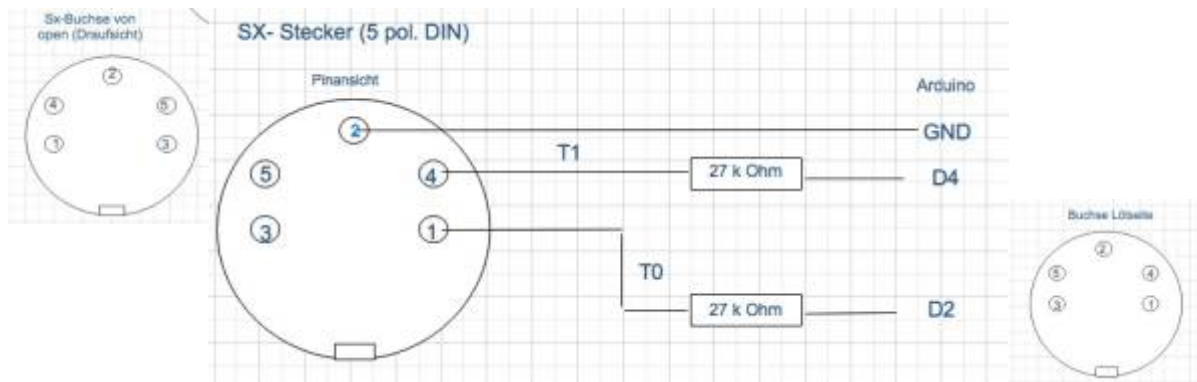 Sx-Buchse von
open (Draufsicht)
2
4
5
1
3
SX- Stecker (5 pol. DIN)
Pinansicht
2
5
4
3
1
T1
T0
27 k Ohm
27 k Ohm
Arduino
GND
D4
D2
Buchse Lötseite
2
5
4
3
1